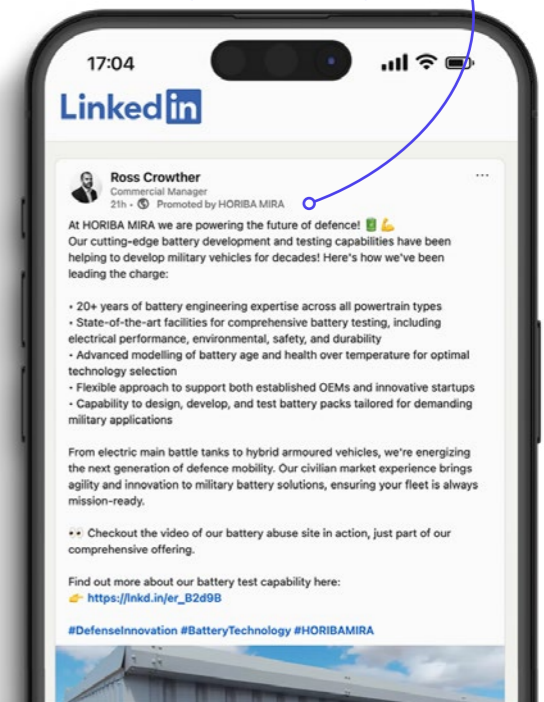 17:04
Linked in
Ross Crowther
Commercial Manager
21h • Promoted by HORIBA MIRA
At HORIBA MIRA we are powering the future of defence! 🔋💪
Our cutting-edge battery development and testing capabilities have been
helping to develop military vehicles for decades! Here's how we've been
leading the charge:
• 20+ years of battery engineering expertise across all powertrain types
• State-of-the-art facilities for comprehensive battery testing, including
electrical performance, environmental, safety, and durability
• Advanced modelling of battery age and health over temperature for optimal
technology selection
• Flexible approach to support both established OEMs and innovative startups
• Capability to design, develop, and test battery packs tailored for demanding
military applications
From electric main battle tanks to hybrid armoured vehicles, we're energizing
the next generation of defence mobility. Our civilian market experience brings
agility and innovation to military battery solutions, ensuring your fleet is always
mission-ready.
👀 Checkout the video of our battery abuse site in action, just part of our
comprehensive offering.
Find out more about our battery test capability here:
👉 https://lnkd.in/er_B2d9B
#DefenseInnovation #BatteryTechnology #HORIBAMIRA